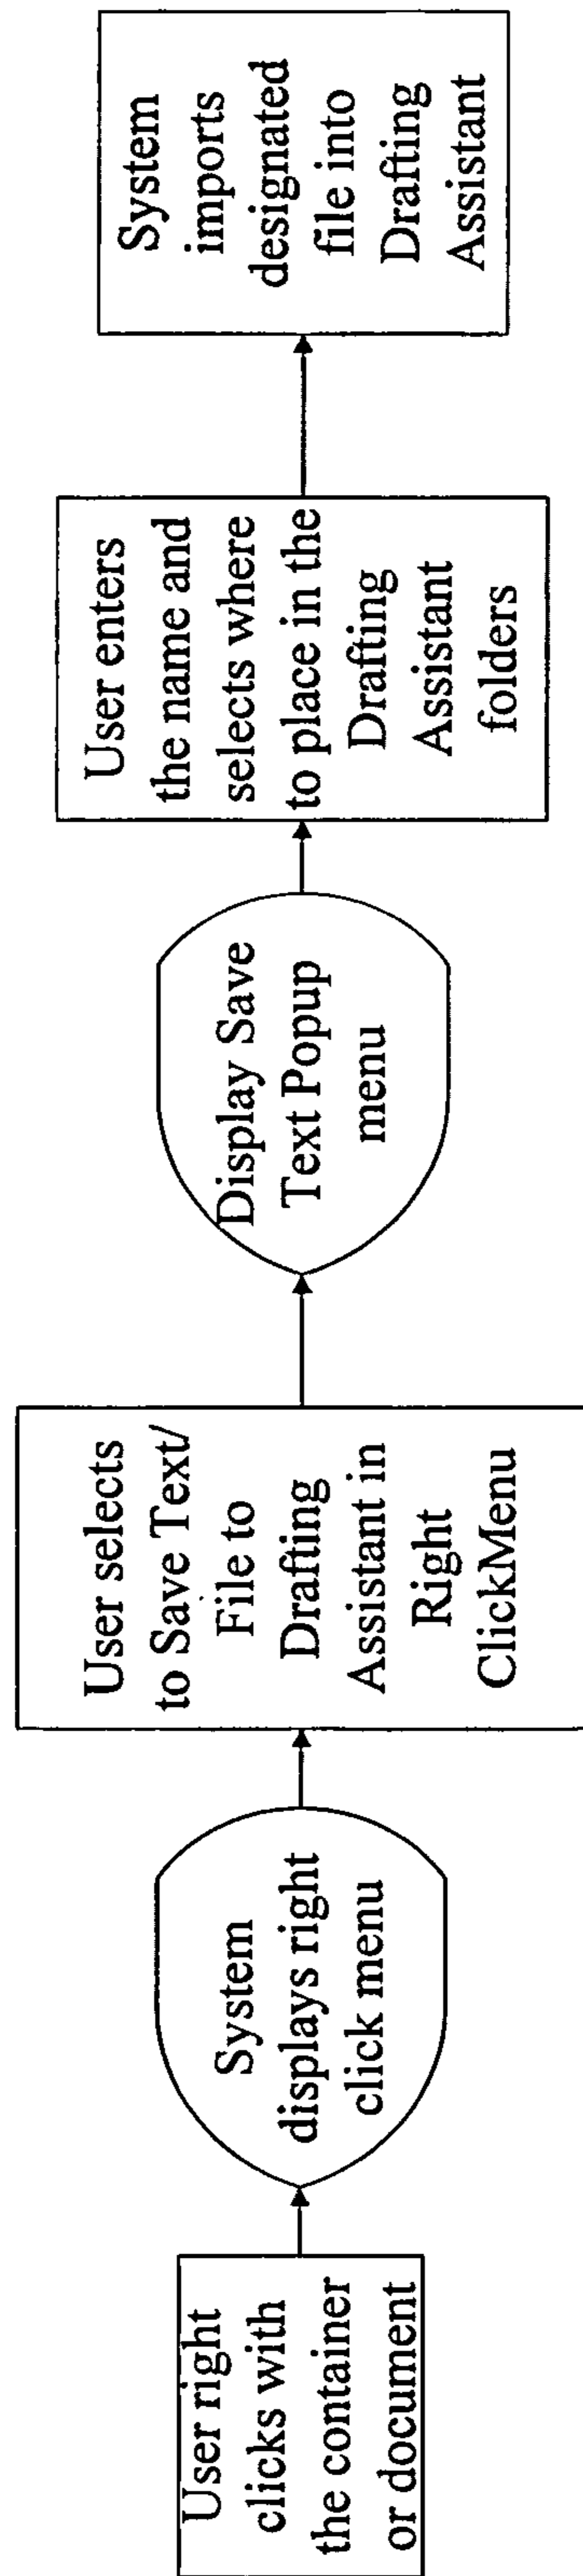 User right
clicks with
the container
or document
System
displays right
click menu
User selects
to Save Text/
File to
Drafting
Assistant in
Right
ClickMenu
Display Save
Text Popup
menu
User enters
the name and
selects where
to place in the
Drafting
Assistant
folders
System
imports
designated
file into
Drafting
Assistant